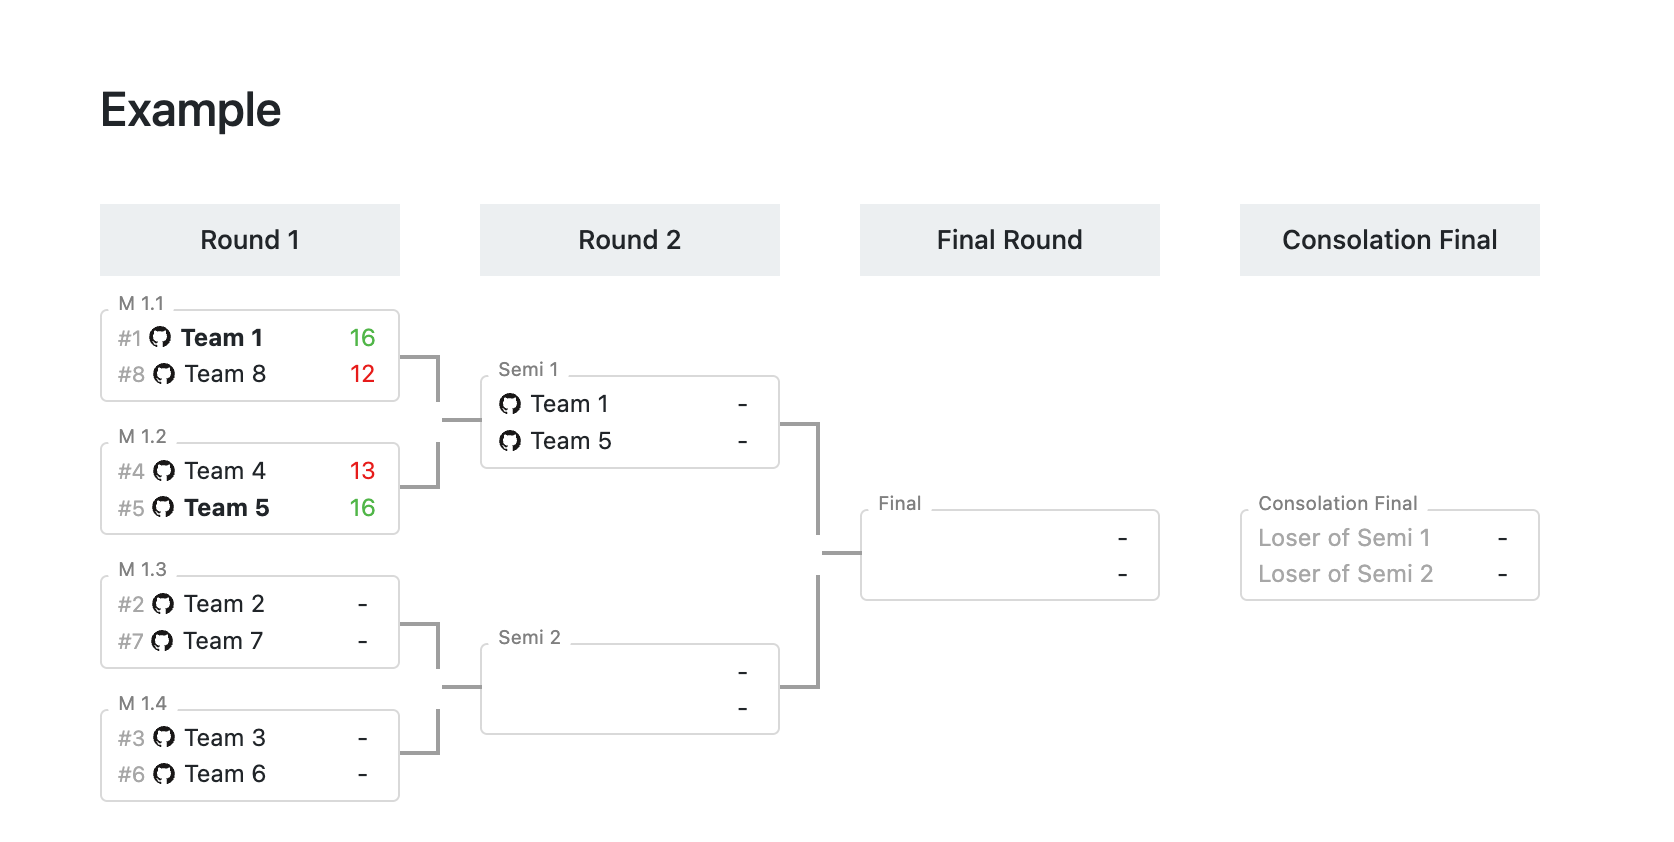 Example
Round 1
Round 2
Final Round
Consolation Final
M 1.1
#1 Team 1 16
#8 Team 8 12
M 1.2
#4 Team 4 13
#5 Team 5 16
M 1.3
#2 Team 2 -
#7 Team 7 -
M 1.4
#3 Team 3 -
#6 Team 6 -
Semi 1
Team 1 -
Team 5 -
Semi 2
-
-
Final
-
-
Consolation Final
Loser of Semi 1 -
Loser of Semi 2 -